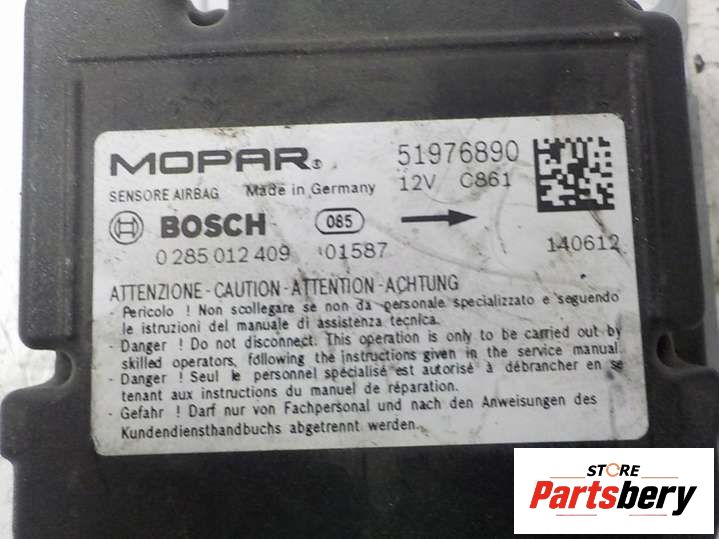 MOPAR®
51976890
SENSORE AIRBAG Made in Germany 12V C861
BOSCH 085
0 285 012 409 01587 140612
ATTENZIONE - CAUTION - ATTENTION - ACHTUNG
- Pericolo ! Non scollegare se non da personale specializzato e seguendo
le istruzioni del manuale di assistenza tecnica.
- Danger ! Do not disconnect. This operation is only to be carried out by
skilled operators, following the instructions given in the service manual.
- Danger ! Seul le personnel spécialisé est autorisé à débrancher en se
tenant aux instructions du manuel de réparation.
- Gefahr ! Darf nur von Fachpersonal und nach den Anweisungen des
Kundendiensthandbuchs abgetrennt werden.
STORE
Partsbery